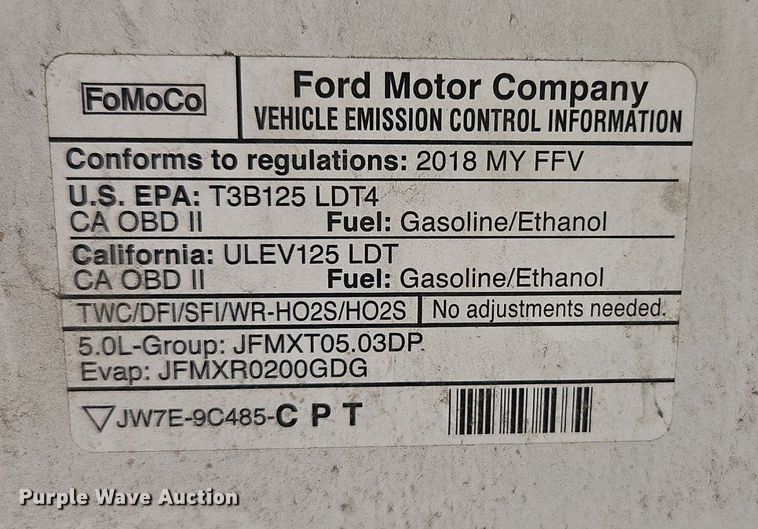 FoMoCo
Ford Motor Company
VEHICLE EMISSION CONTROL INFORMATION
Conforms to regulations: 2018 MY FFV
U.S. EPA: T3B125 LDT4
CA OBD II Fuel: Gasoline/Ethanol
California: ULEV125 LDT
CA OBD II Fuel: Gasoline/Ethanol
TWC/DFI/SFI/WR-HO2S/HO2S No adjustments needed.
5.0L-Group: JFMXT05.03DP
Evap: JFMXR0200GDG
JW7E-9C485-C P T
Purple Wave Auction